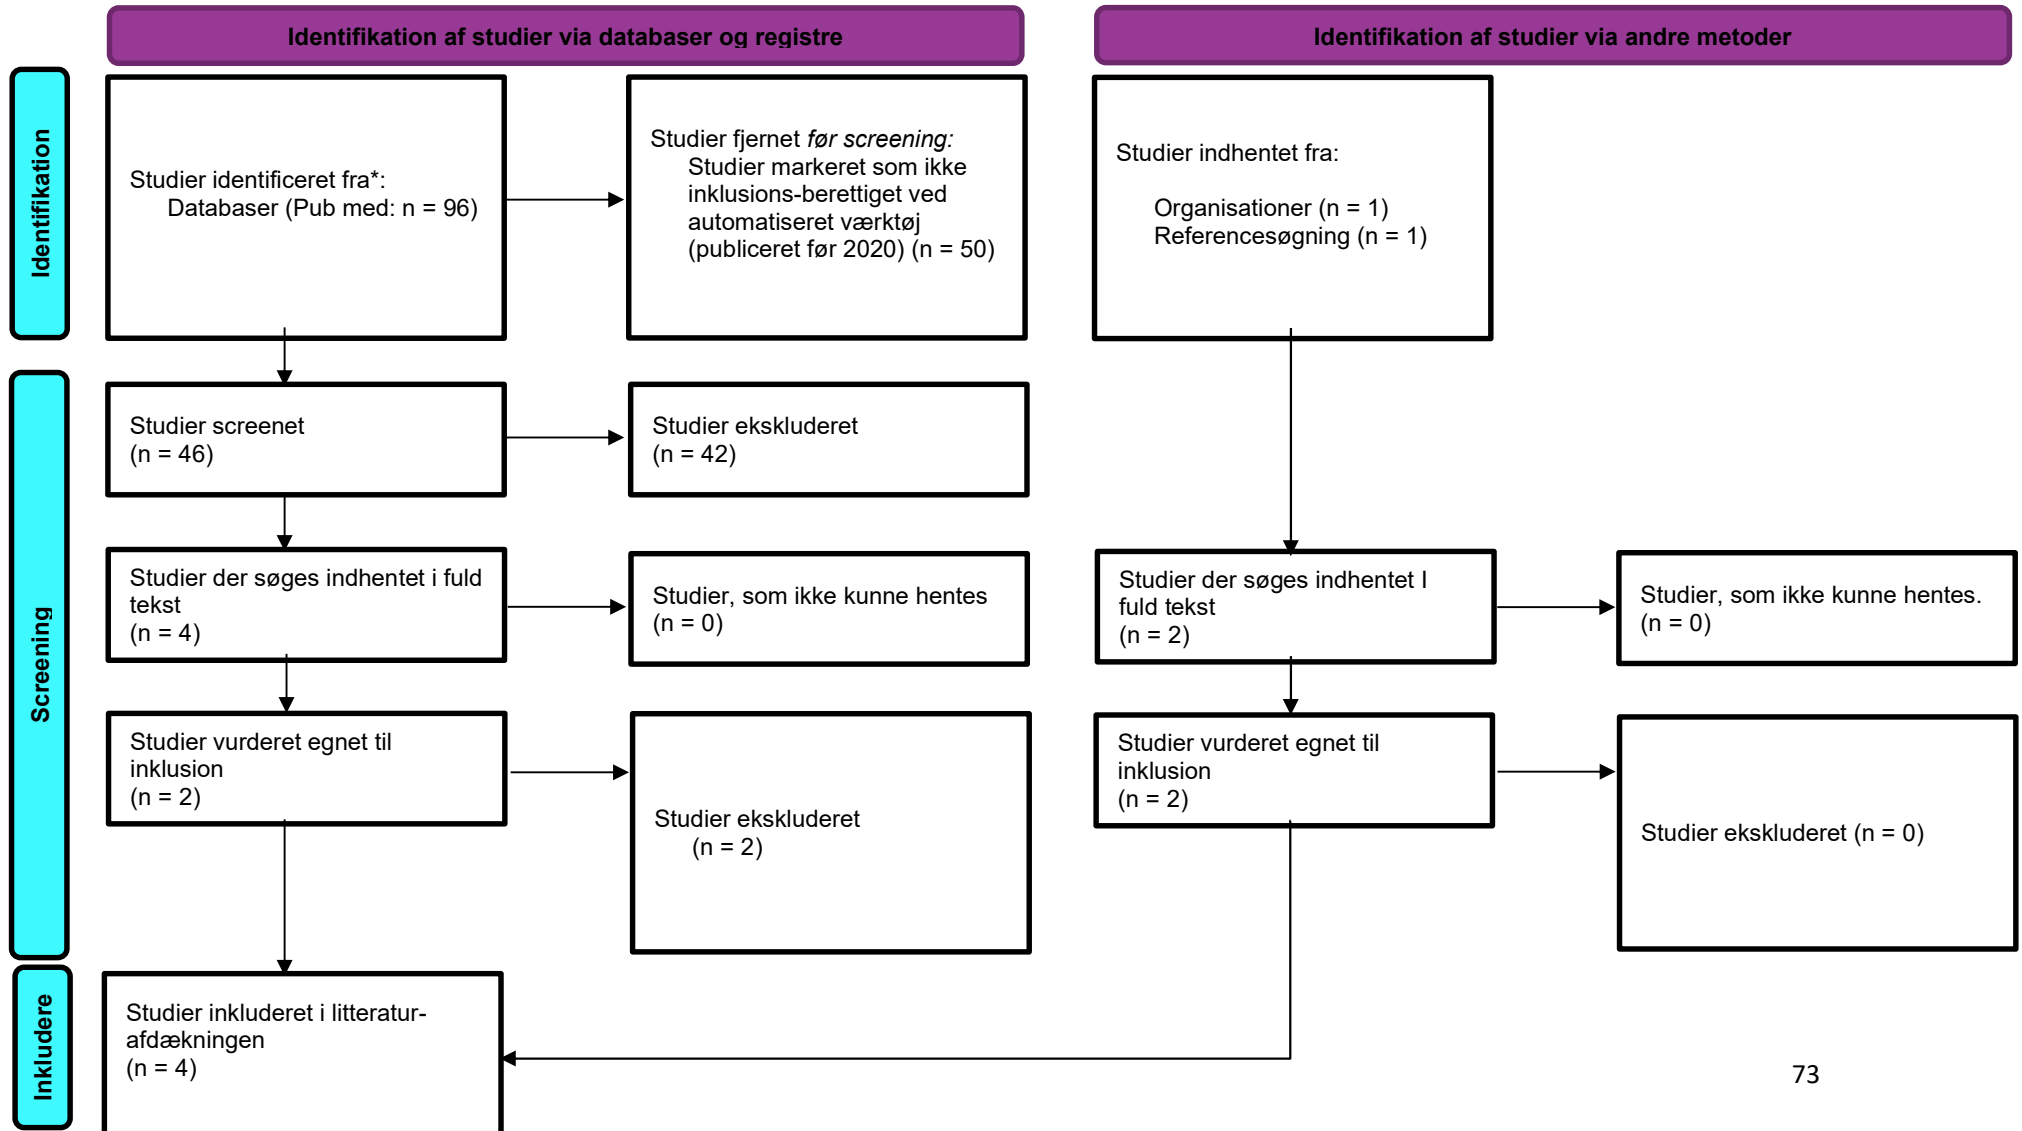 Identifikation af studier via databaser og registre
Identifikation af studier via andre metoder
Identifikation
Studier identificeret fra*:
Databaser (Pub med: n = 96)
Studier fjernet før screening:
Studier markeret som ikke
inklusions-berettiget ved
automatiseret værktøj
(publiceret før 2020) (n = 50)
Studier indhentet fra:
Organisationer (n = 1)
Referencesøgning (n = 1)
Screening
Studier screenet
(n = 46)
Studier ekskluderet
(n = 42)
Studier der søges indhentet i fuld
tekst
(n = 4)
Studier, som ikke kunne hentes
(n = 0)
Studier der søges indhentet I
fuld tekst
(n = 2)
Studier, som ikke kunne hentes.
(n = 0)
Studier vurderet egnet til
inklusion
(n = 2)
Studier ekskluderet
(n = 2)
Studier vurderet egnet til
inklusion
(n = 2)
Studier ekskluderet (n = 0)
Inkludere
Studier inkluderet i litteratur-
afdækningen
(n = 4)
73